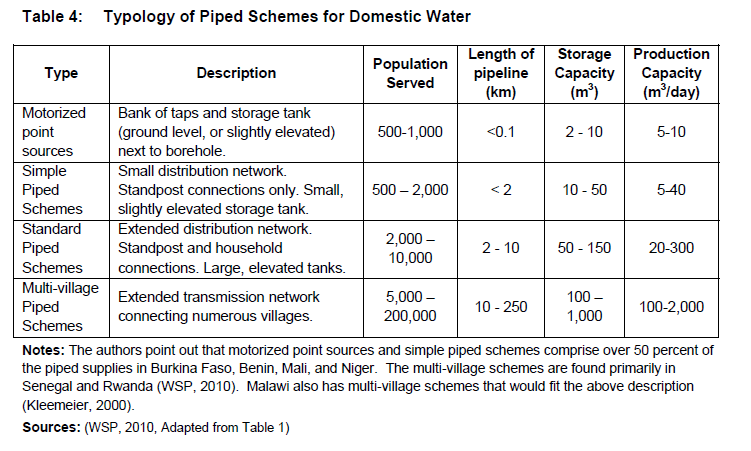 Table 4: Typology of Piped Schemes for Domestic Water
Type Description Population Served Length of pipeline (km) Storage Capacity (m³) Production Capacity (m³/day)
Motorized point sources Bank of taps and storage tank (ground level, or slightly elevated) next to borehole. 500-1,000 <0.1 2 - 10 5-10
Simple Piped Schemes Small distribution network. Standpost connections only. Small, slightly elevated storage tank. 500 – 2,000 < 2 10 - 50 5-40
Standard Piped Schemes Extended distribution network. Standpost and household connections. Large, elevated tanks. 2,000 – 10,000 2 - 10 50 - 150 20-300
Multi-village Piped Schemes Extended transmission network connecting numerous villages. 5,000 – 200,000 10 - 250 100 – 1,000 100-2,000
Notes: The authors point out that motorized point sources and simple piped schemes comprise over 50 percent of
the piped supplies in Burkina Faso, Benin, Mali, and Niger. The multi-village schemes are found primarily in
Senegal and Rwanda (WSP, 2010). Malawi also has multi-village schemes that would fit the above description
(Kleemeier, 2000).
Sources: (WSP, 2010, Adapted from Table 1)